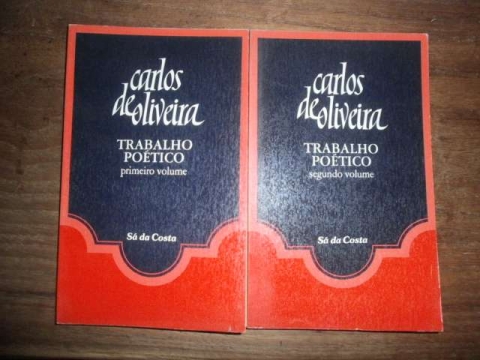 carlos
de oliveira
TRABALHO
POÉTICO
primeiro volume
Sá da Costa
carlos
de oliveira
TRABALHO
POÉTICO
segundo volume
Sá da Costa